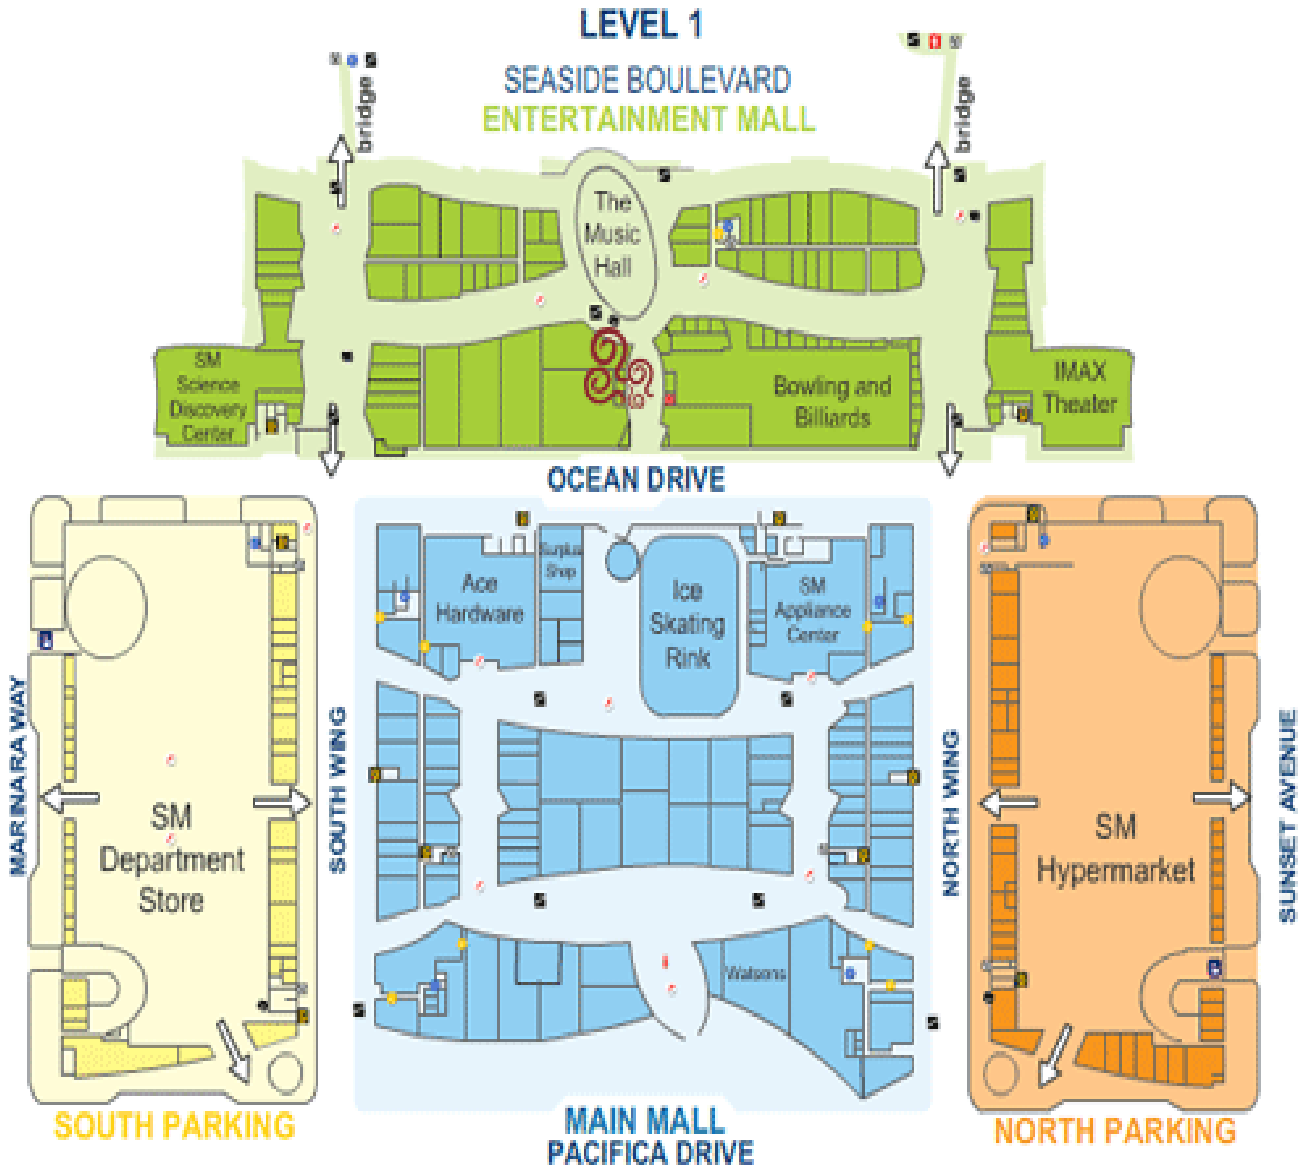 LEVEL 1
SEASIDE BOULEVARD
ENTERTAINMENT MALL
bridge
bridge
The
Music
Hall
SM
Science
Discovery
Center
Bowling and
Billiards
IMAX
Theater
OCEAN DRIVE
Ace
Hardware
Surplus
Shop
Ice
Skating
Rink
SM
Appliance
Center
MARINARA WAY
SOUTH WING
NORTH WING
SUNSET AVENUE
SM
Department
Store
SM
Hypermarket
Watsons
SOUTH PARKING
MAIN MALL
PACIFICA DRIVE
NORTH PARKING